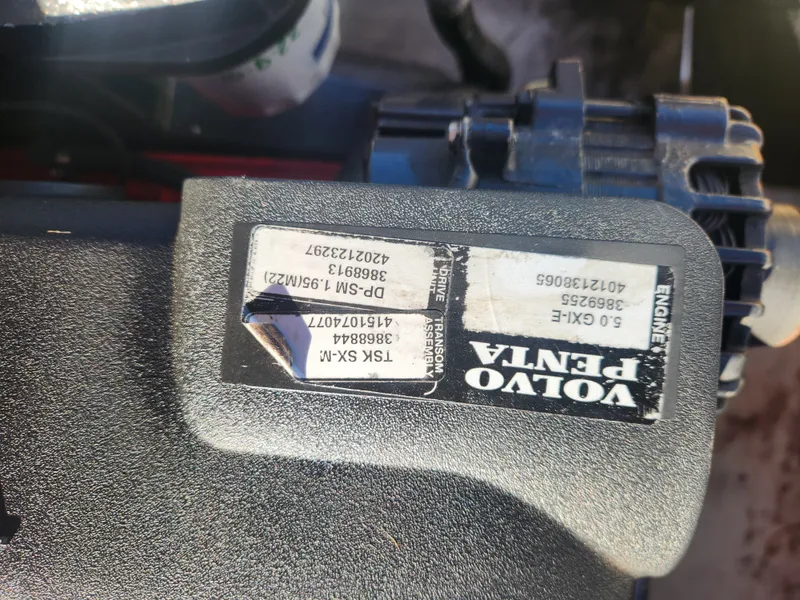 VOLVO
PENTA
ENGINE
5.0 GXI-E
3869255
4012138065
TRANSOM
ASSEMBLY
TSK SX-M
3868844
4151074077
DRIVE
DP-SM 1.95(M22)
3868913
4202123297